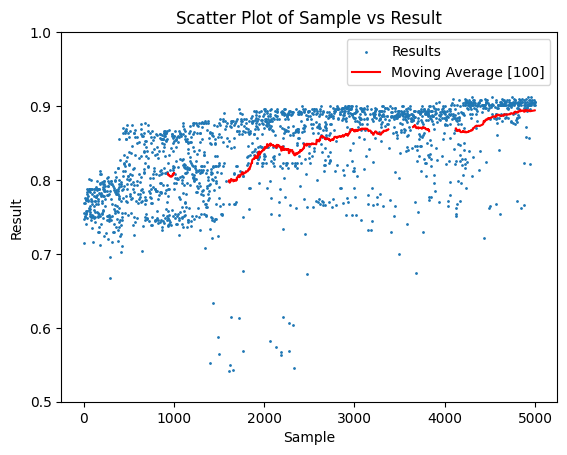 Scatter Plot of Sample vs Result
Results
Moving Average [100]
1.0
0.9
0.8
0.7
0.6
0.5
Result
0
1000
2000
3000
4000
5000
Sample